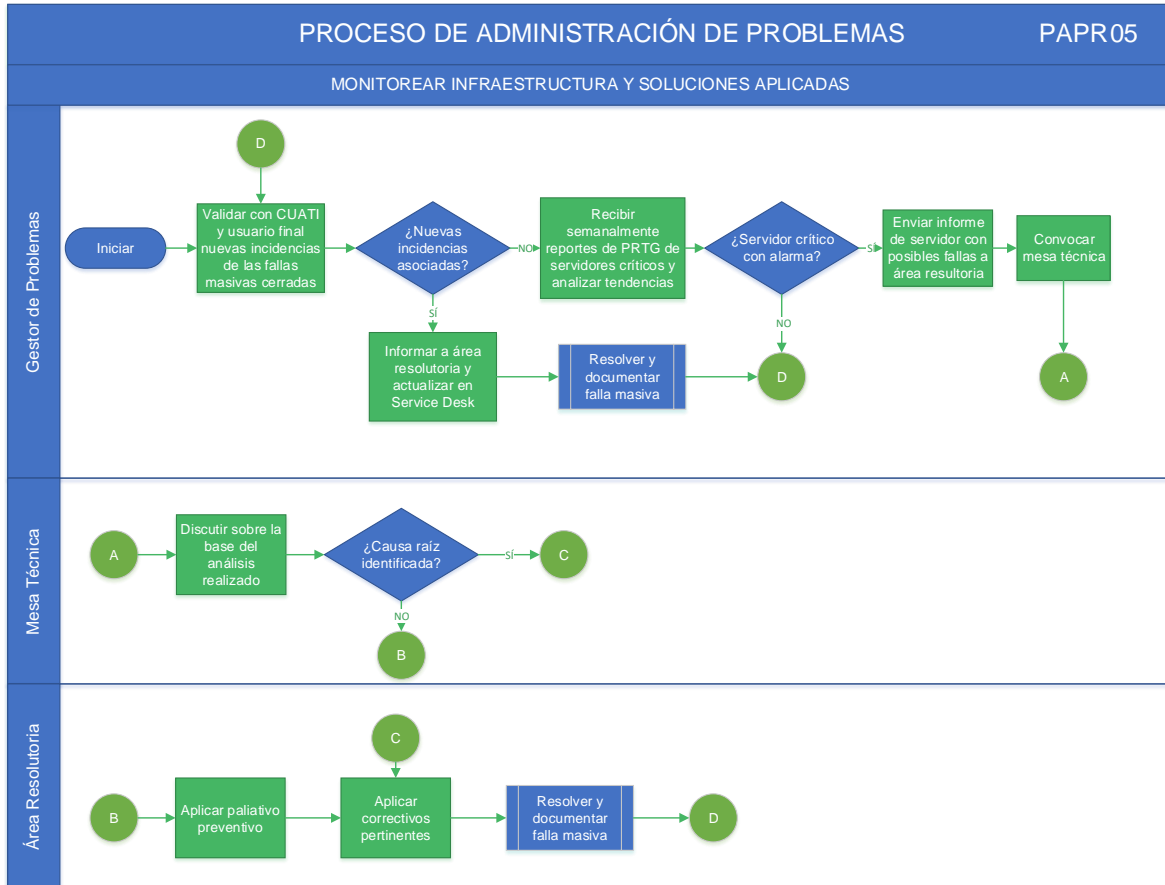 PROCESO DE ADMINISTRACIÓN DE PROBLEMAS PAPR05
MONITOREAR INFRAESTRUCTURA Y SOLUCIONES APLICADAS
Gestor de Problemas
D
Iniciar
Validar con CUATI
y usuario final
nuevas incidencias
de las fallas
masivas cerradas
¿Nuevas
incidencias
asociadas?
NO
Recibir
semanalmente
reportes de PRTG de
servidores críticos y
analizar tendencias
¿Servidor crítico
con alarma?
SÍ
Enviar informe
de servidor con
posibles fallas a
área resultoria
Convocar
mesa técnica
SÍ
NO
Informar a área
resolutoria y
actualizar en
Service Desk
Resolver y
documentar
falla masiva
D
A
Mesa Técnica
A
Discutir sobre la
base del
análisis
realizado
¿Causa raíz
identificada?
SÍ
C
NO
B
Área Resolutoria
C
B
Aplicar paliativo
preventivo
Aplicar
correctivos
pertinentes
Resolver y
documentar
falla masiva
D